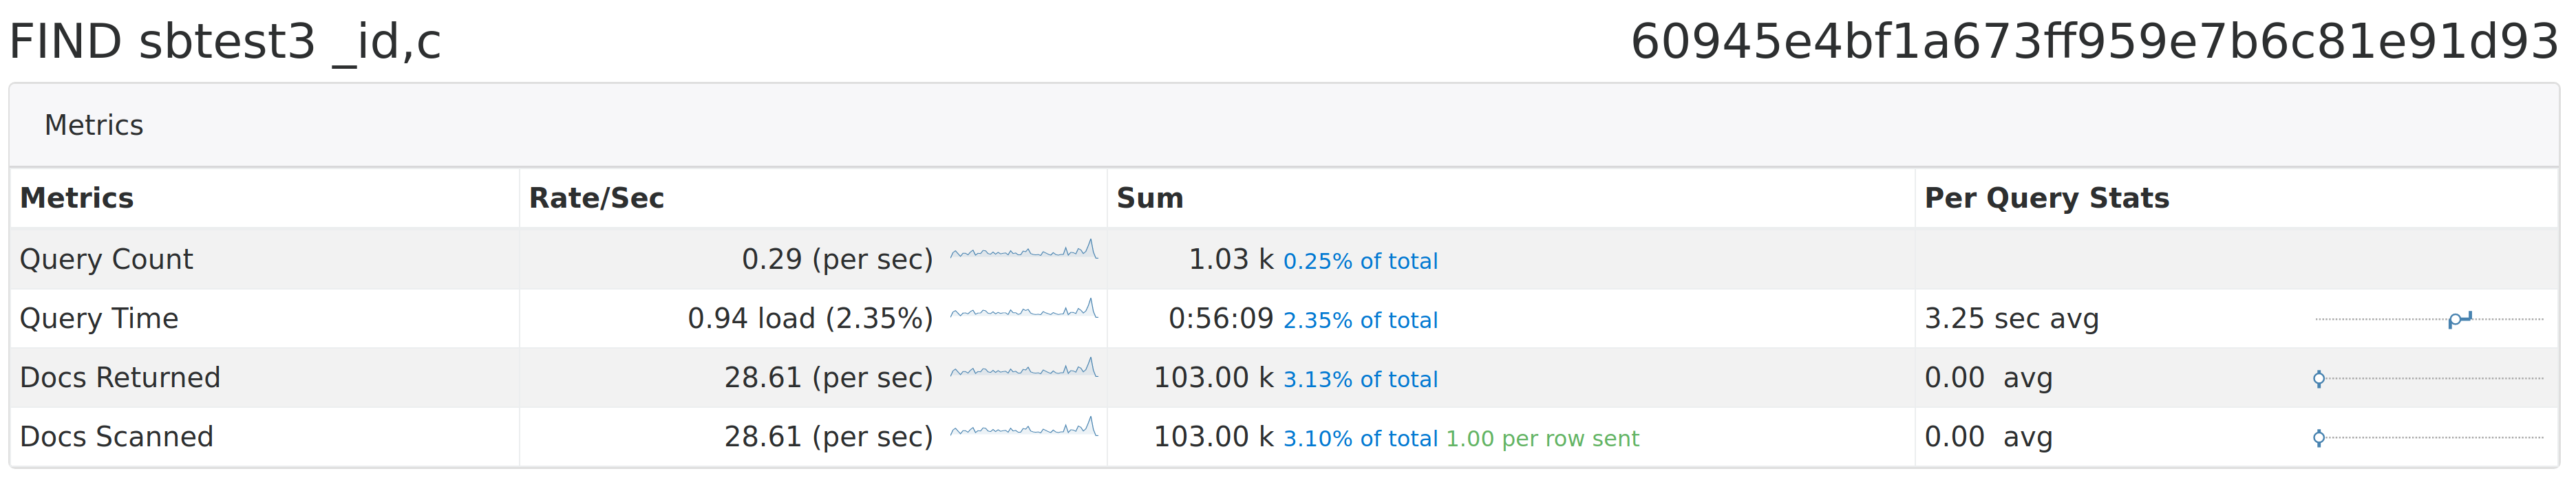 FIND sbtest3 _id,c 60945e4bf1a673ff959e7b6c81e91d93
Metrics
Metrics Rate/Sec Sum Per Query Stats
Query Count 0.29 (per sec) 1.03 k 0.25% of total
Query Time 0.94 load (2.35%) 0:56:09 2.35% of total 3.25 sec avg
Docs Returned 28.61 (per sec) 103.00 k 3.13% of total 0.00 avg
Docs Scanned 28.61 (per sec) 103.00 k 3.10% of total 1.00 per row sent 0.00 avg